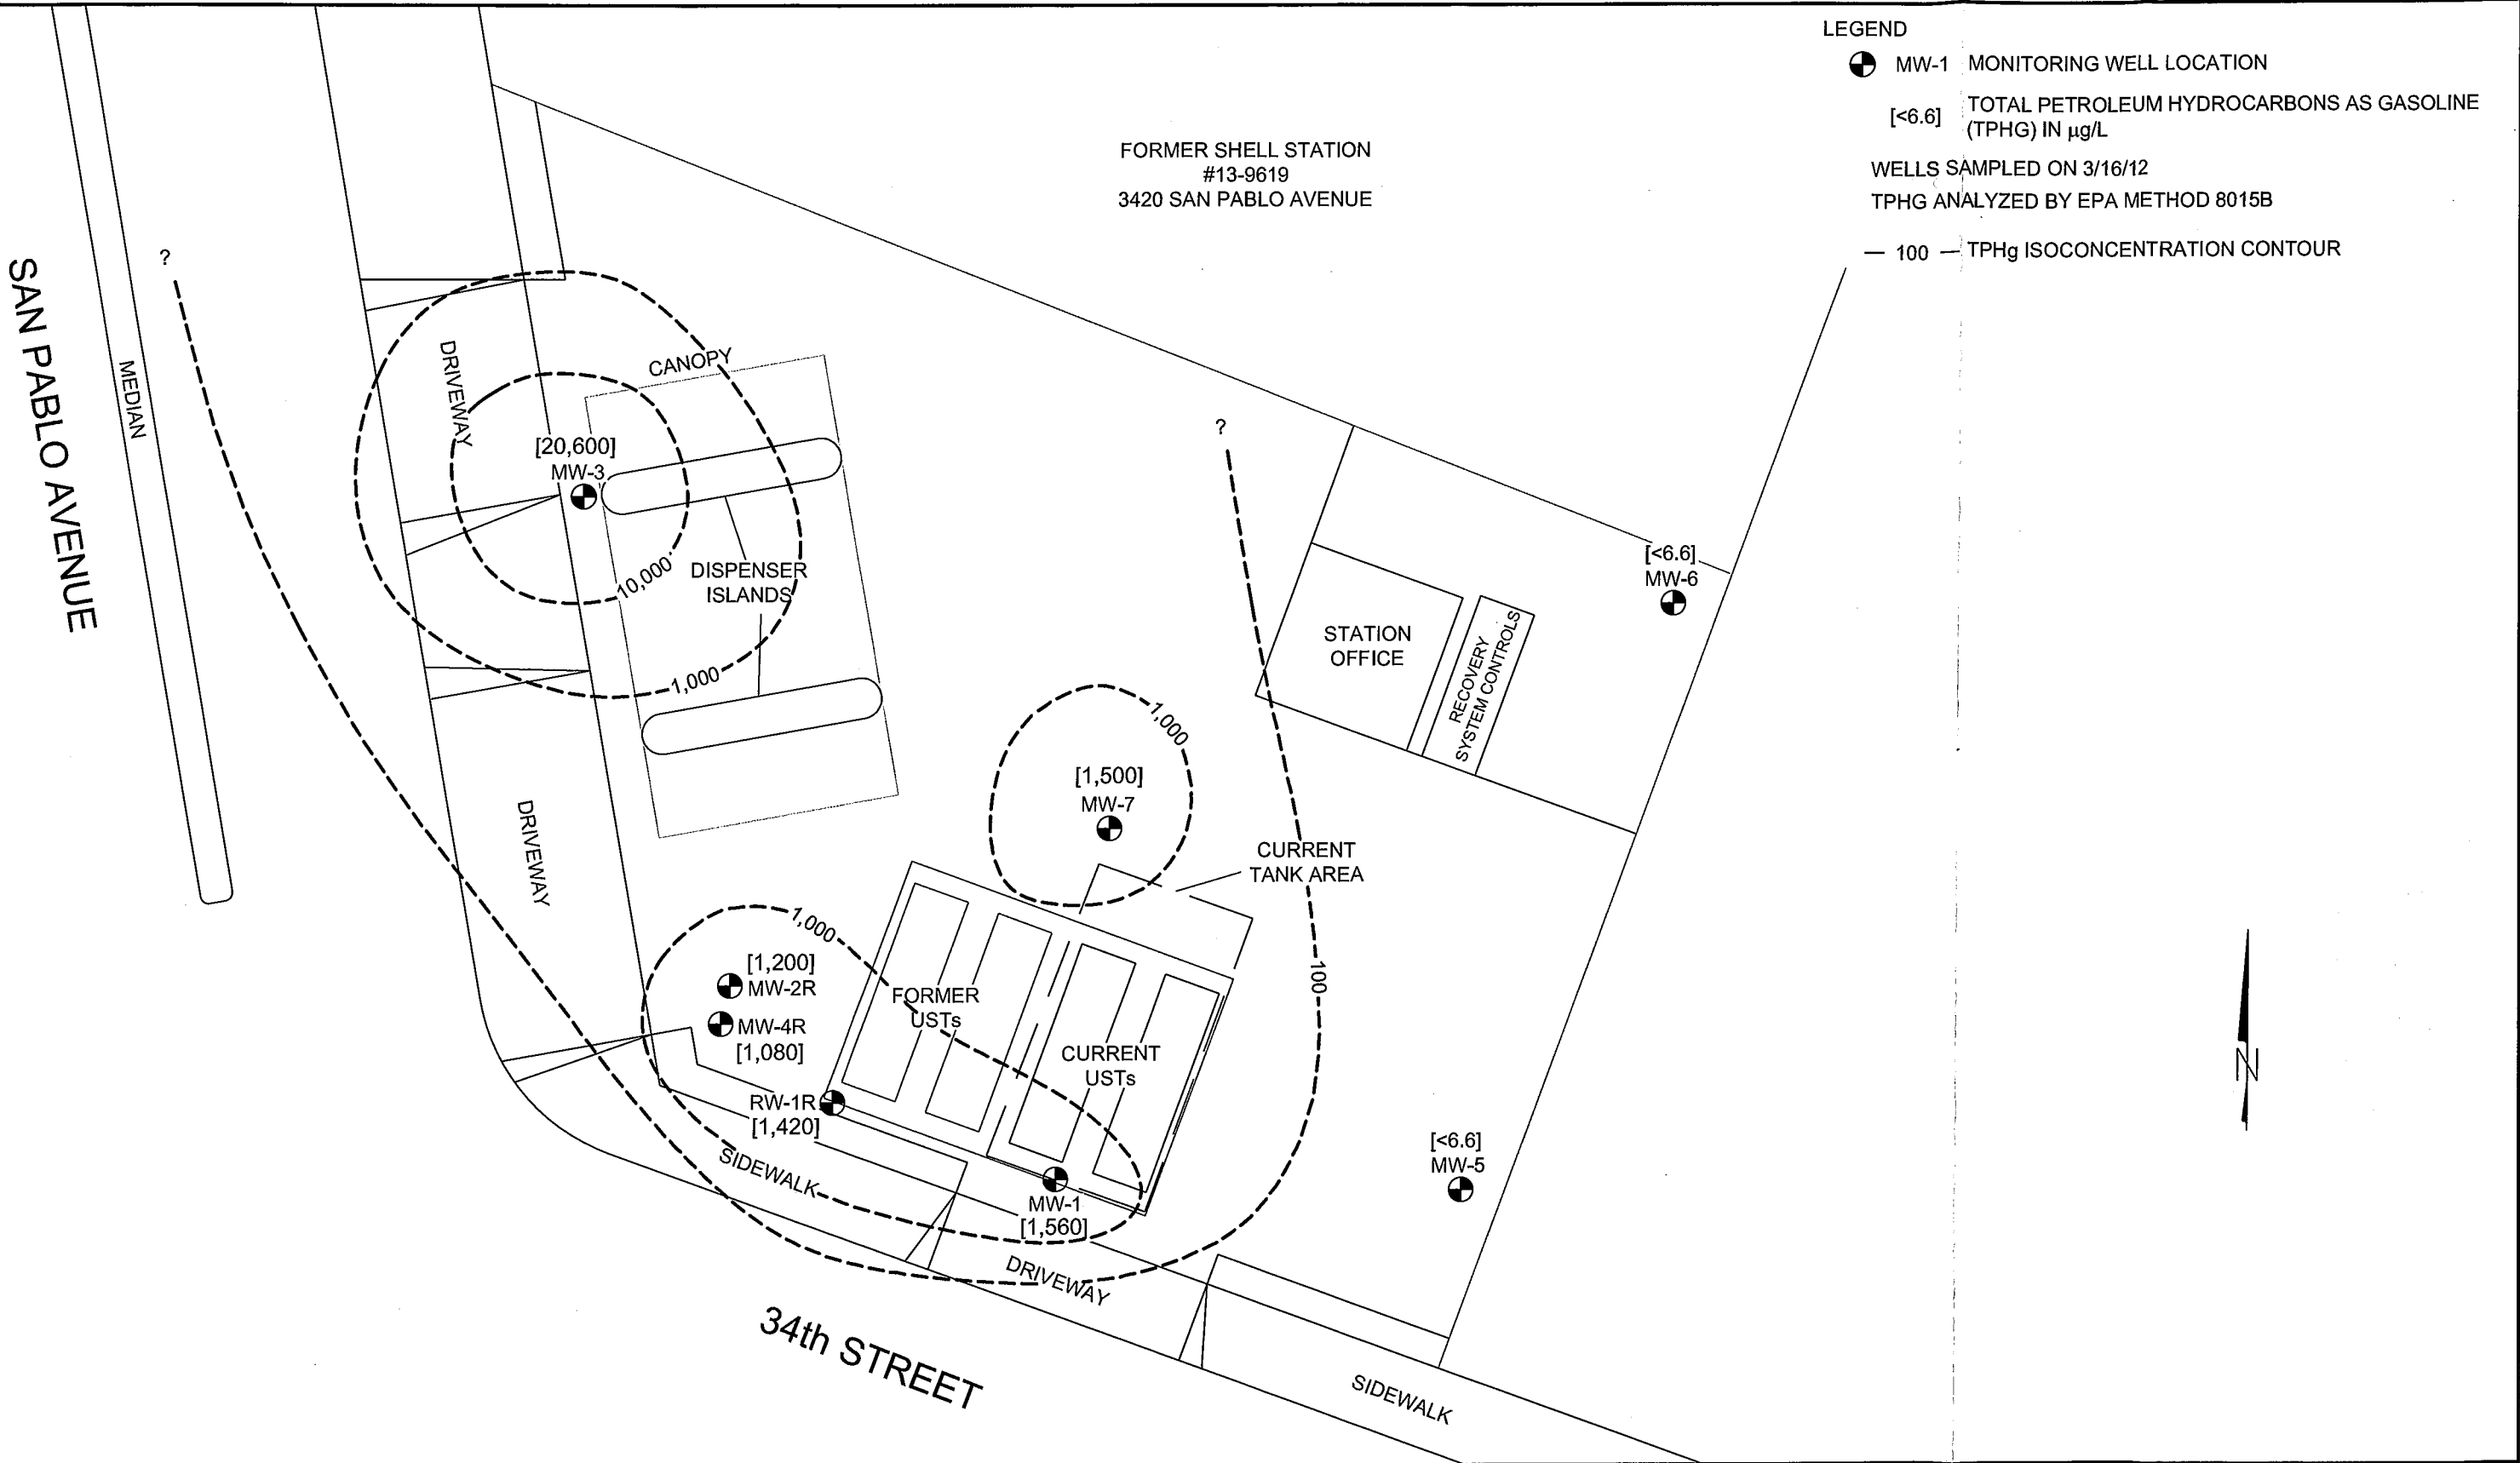 LEGEND
MW-1 MONITORING WELL LOCATION
[<6.6] TOTAL PETROLEUM HYDROCARBONS AS GASOLINE
(TPHG) IN µg/L
WELLS SAMPLED ON 3/16/12
TPHG ANALYZED BY EPA METHOD 8015B
— 100 — TPHg ISOCONCENTRATION CONTOUR
FORMER SHELL STATION
#13-9619
3420 SAN PABLO AVENUE
SAN PABLO AVENUE
MEDIAN
?
DRIVEWAY
CANOPY
[20,600]
MW-3
10,000
DISPENSER
ISLANDS
1,000
?
[<6.6]
MW-6
STATION
OFFICE
RECOVERY
SYSTEM CONTROLS
1,000
[1,500]
MW-7
DRIVEWAY
CURRENT
TANK AREA
1,000
[1,200]
MW-2R
MW-4R
[1,080]
FORMER
USTs
100
CURRENT
USTs
RW-1R
[1,420]
SIDEWALK
MW-1
[1,560]
[<6.6]
MW-5
DRIVEWAY
34th STREET
SIDEWALK
N